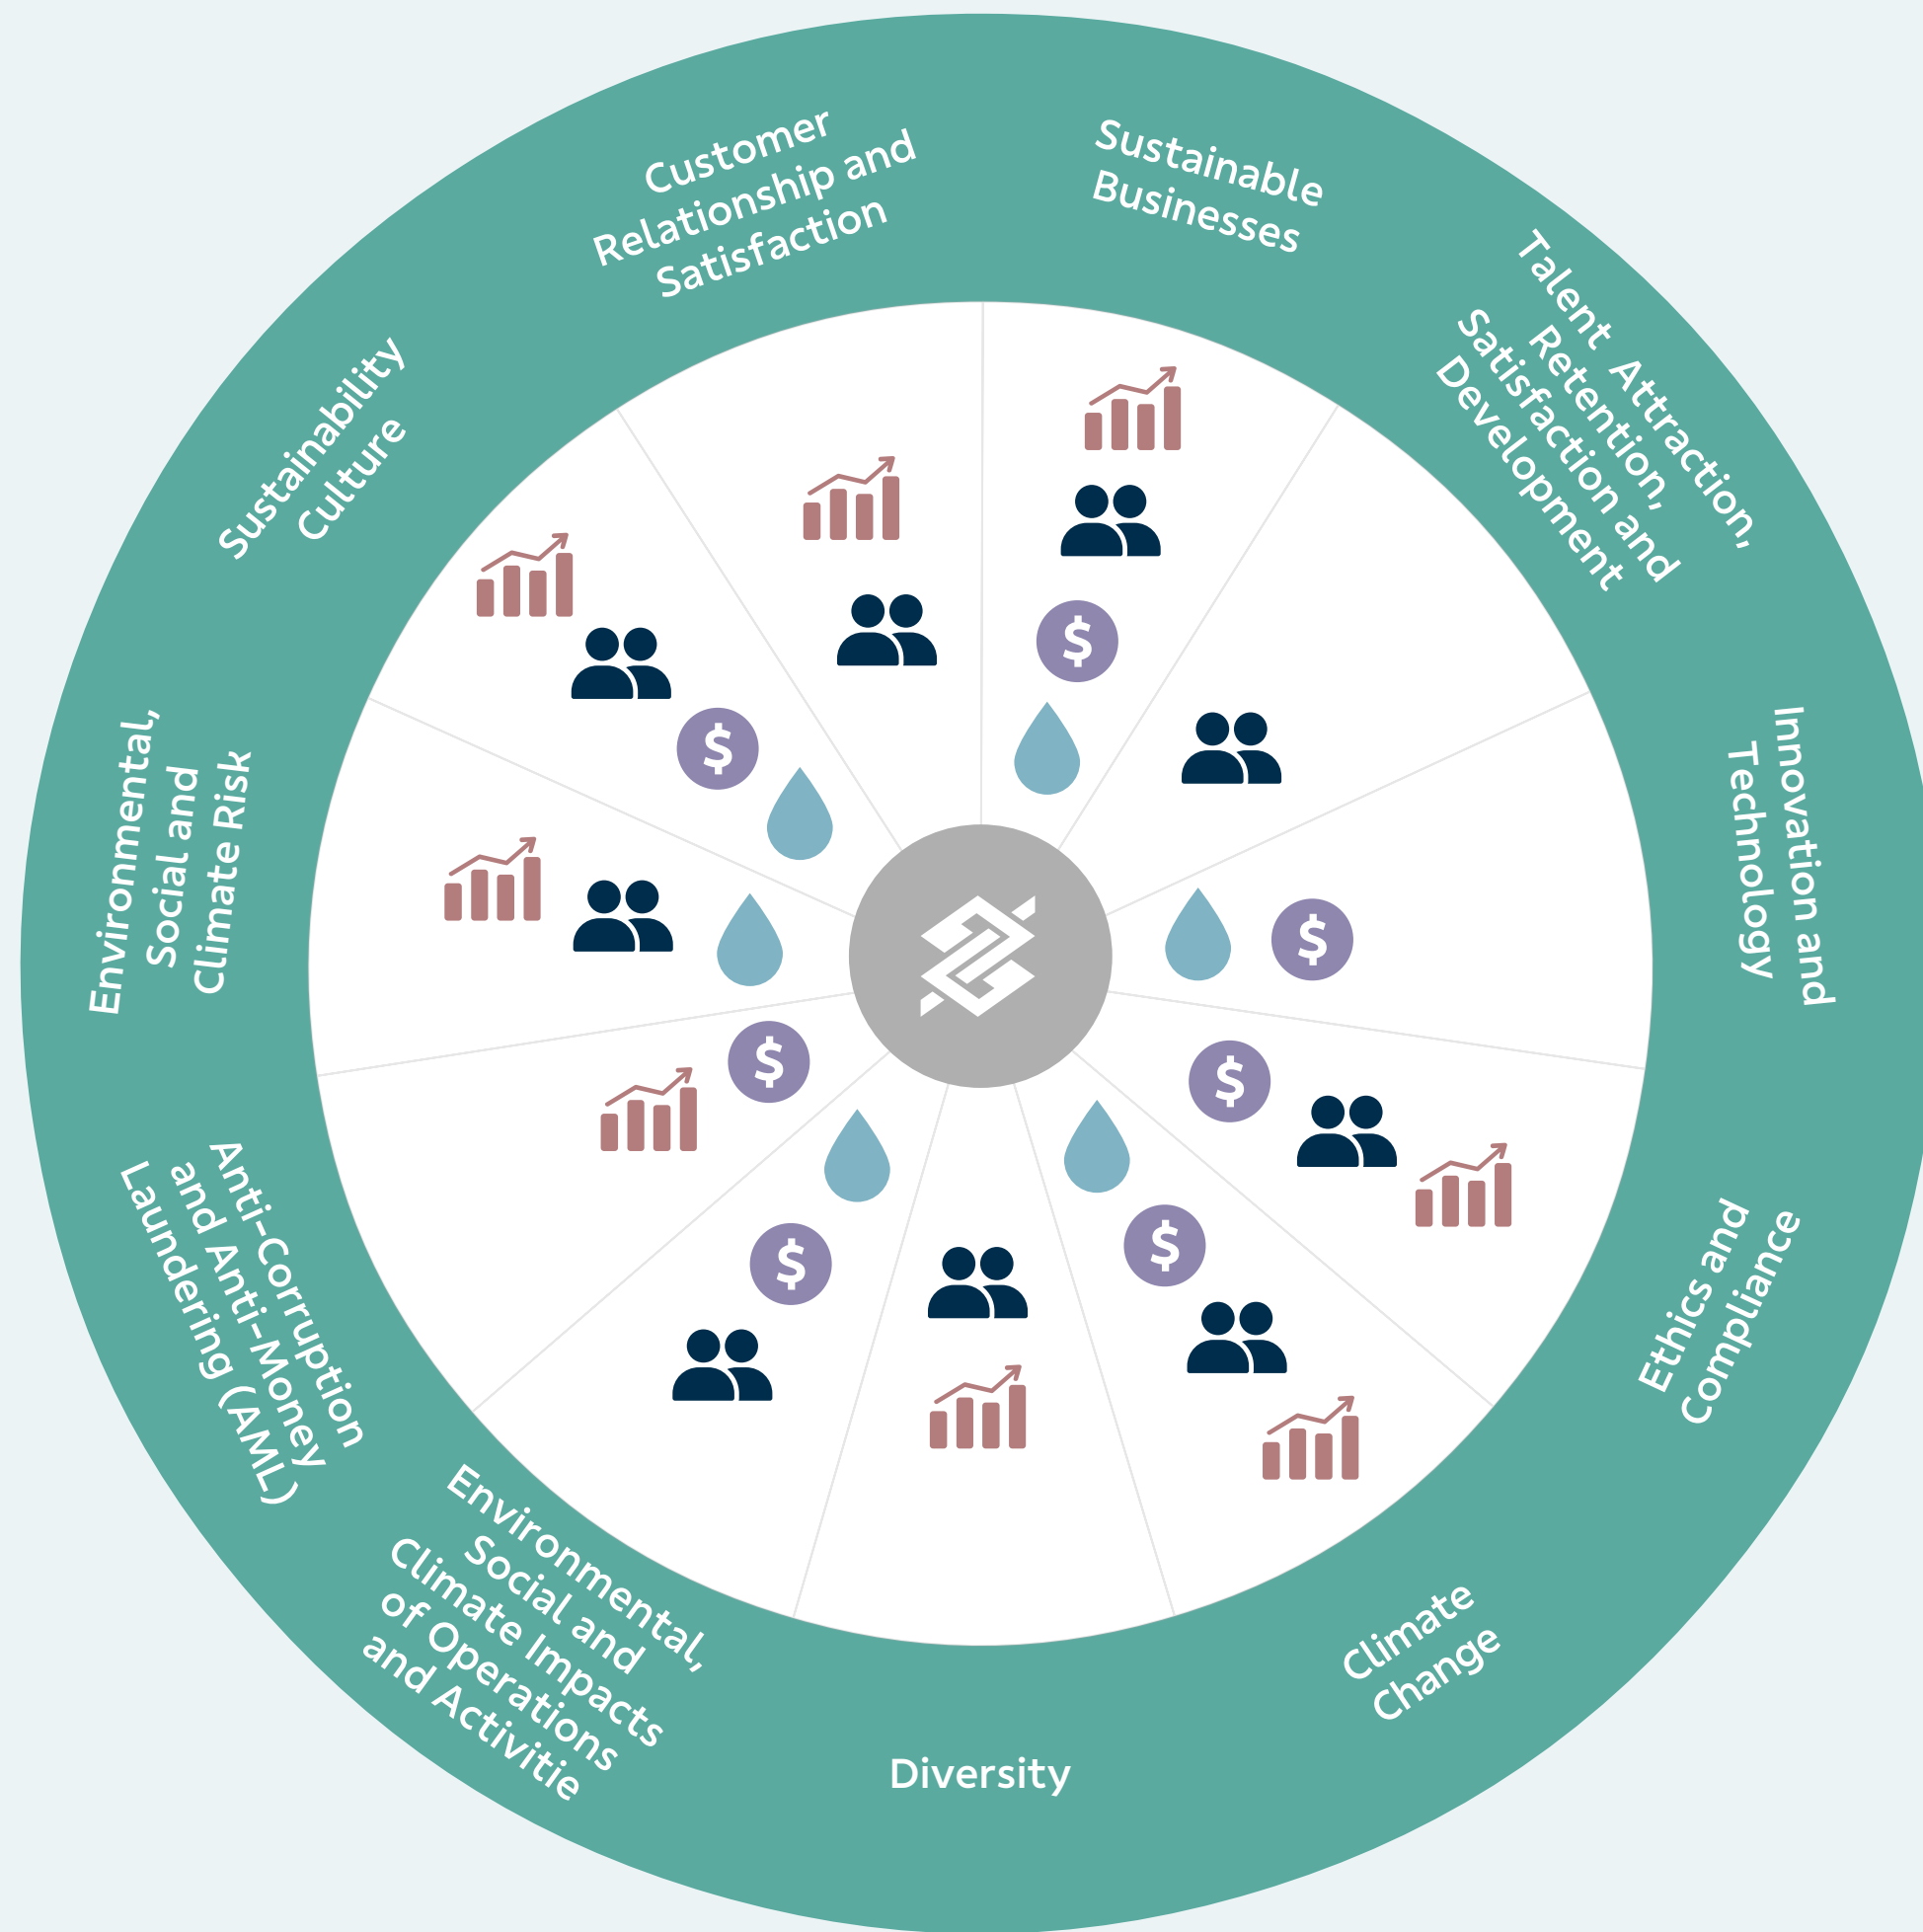 Customer
Relationship and
Satisfaction
Sustainable
Businesses
Talent Attraction,
Retention,
Satisfaction and
Development
Innovation and
Technology
Ethics and
Compliance
Climate
Change
Diversity
Environmental,
Social and
Climate Impacts
of Operations
and Activitie
Anti-Corruption
and Anti-Money
Laundering (AML)
Environmental,
Social and
Climate Risk
Sustainability
Culture
$
$
$
$
$
$
$